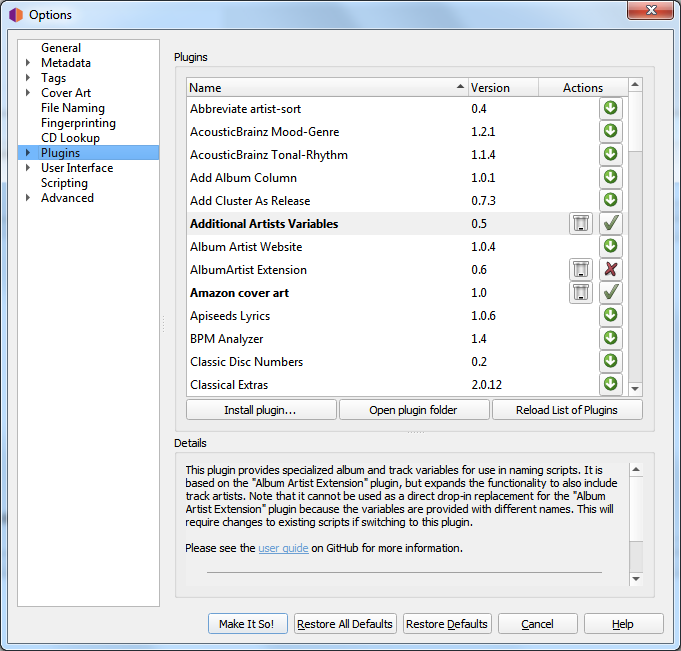 Options
General
Metadata
Tags
Cover Art
File Naming
Fingerprinting
CD Lookup
Plugins
User Interface
Scripting
Advanced
Plugins
Name Version Actions
Abbreviate artist-sort 0.4
AcousticBrainz Mood-Genre 1.2.1
AcousticBrainz Tonal-Rhythm 1.1.4
Add Album Column 1.0.1
Add Cluster As Release 0.7.3
Additional Artists Variables 0.5
Album Artist Website 1.0.4
AlbumArtist Extension 0.6
Amazon cover art 1.0
Apiseeds Lyrics 1.0.6
BPM Analyzer 1.4
Classic Disc Numbers 0.2
Classical Extras 2.0.12
Install plugin... Open plugin folder Reload List of Plugins
Details
This plugin provides specialized album and track variables for use in naming scripts. It is
based on the "Album Artist Extension" plugin, but expands the functionality to also include
track artists. Note that it cannot be used as a direct drop-in replacement for the "Album
Artist Extension" plugin because the variables are provided with different names. This will
require changes to existing scripts if switching to this plugin.
Please see the user guide on GitHub for more information.
Make It So! Restore All Defaults Restore Defaults Cancel Help